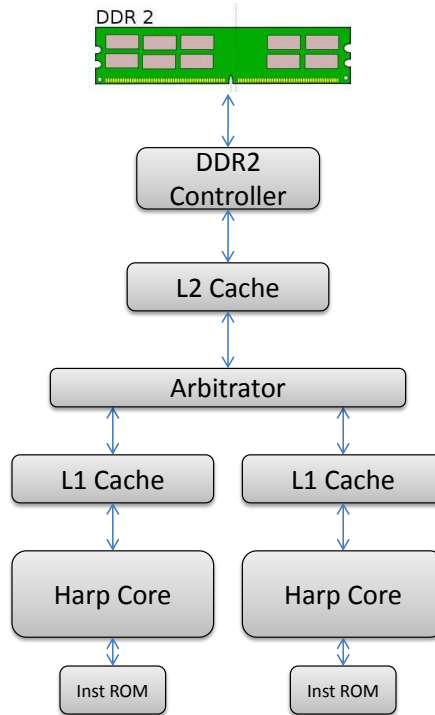 DDR 2
DDR2
Controller
L2 Cache
Arbitrator
L1 Cache
L1 Cache
Harp Core
Harp Core
Inst ROM
Inst ROM